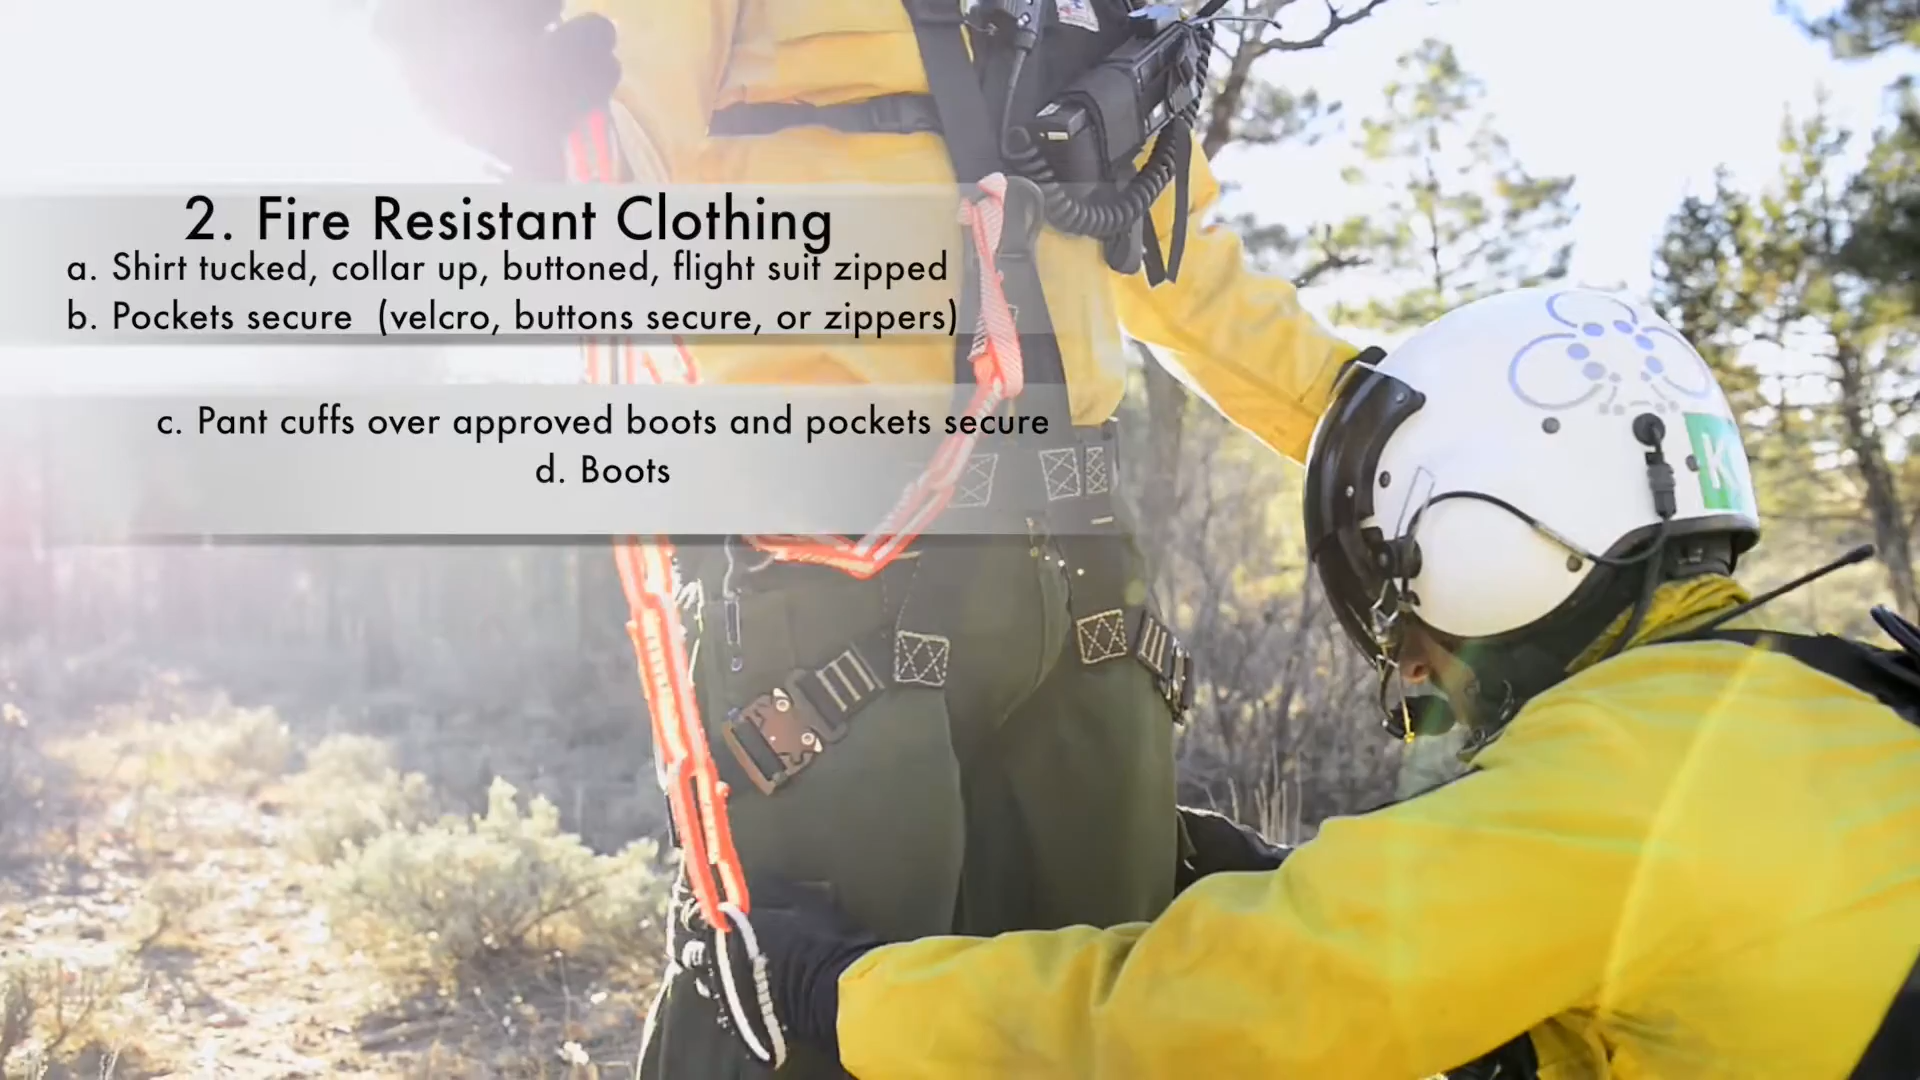 2. Fire Resistant Clothing
a. Shirt tucked, collar up, buttoned, flight suit zipped
b. Pockets secure (velcro, buttons secure, or zippers)
c. Pant cuffs over approved boots and pockets secure
d. Boots
K